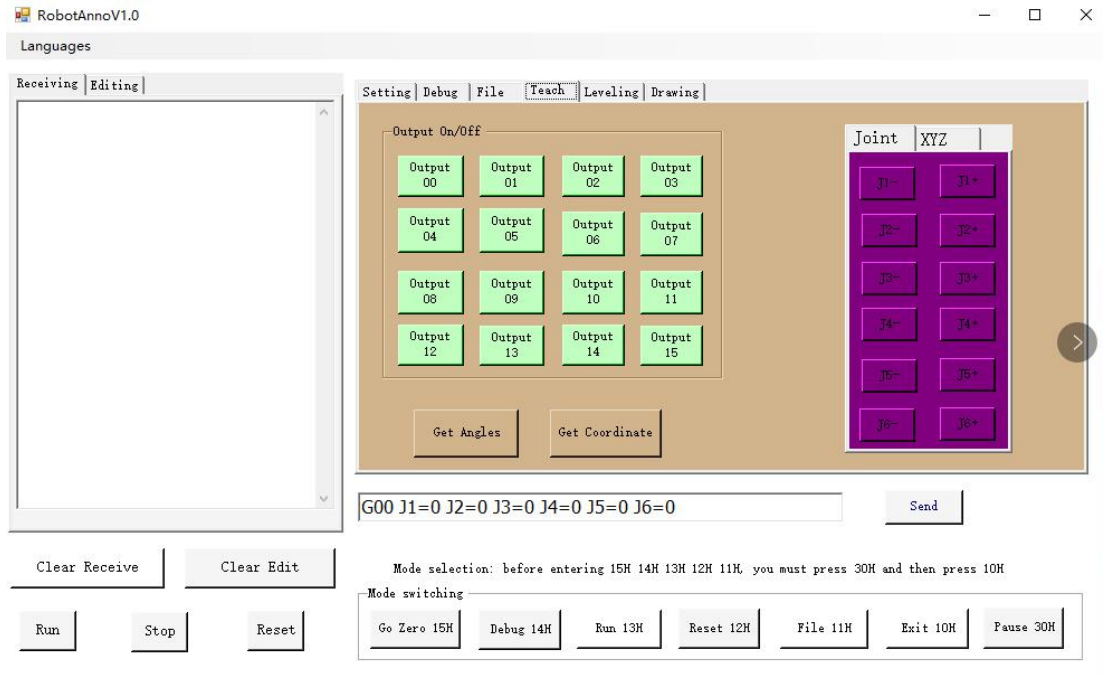 RobotAnnoV1.0
Languages
Receiving Editing
Setting Debug File Teach Leveling Drawing
Output On/Off
Output 00
Output 01
Output 02
Output 03
Output 04
Output 05
Output 06
Output 07
Output 08
Output 09
Output 10
Output 11
Output 12
Output 13
Output 14
Output 15
Get Angles
Get Coordinate
Joint XYZ
J1- J1+
J2- J2+
J3- J3+
J4- J4+
J5- J5+
J6- J6+
G00 J1=0 J2=0 J3=0 J4=0 J5=0 J6=0
Send
Clear Receive
Clear Edit
Run
Stop
Reset
Mode selection: before entering 15H 14H 13H 12H 11H, you must press 30H and then press 10H
Mode switching
Go Zero 15H
Debug 14H
Run 13H
Reset 12H
File 11H
Exit 10H
Pause 30H